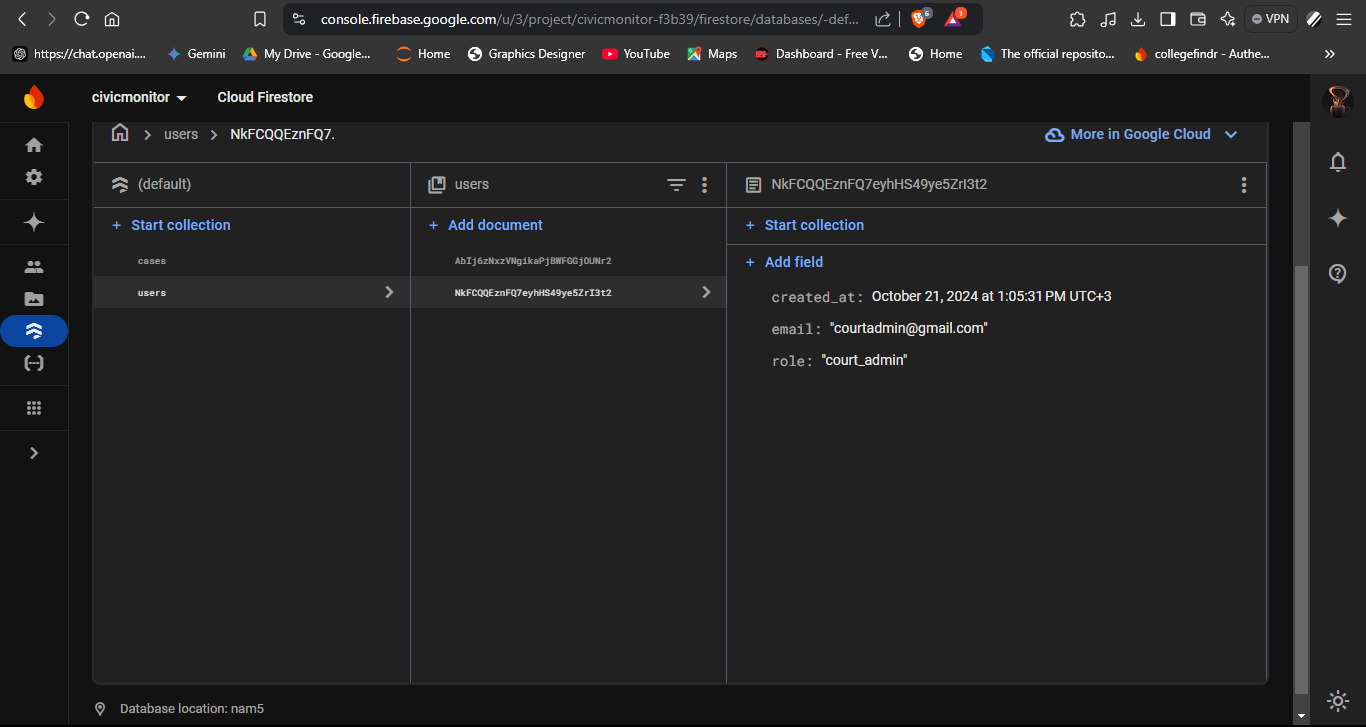 console.firebase.google.com/u/3/project/civicmonitor-f3b39/firestore/databases/-def...
6
1
VPN
https://chat.openai....
Gemini
My Drive - Google...
Home
Graphics Designer
YouTube
Maps
Dashboard - Free V...
Home
The official reposito...
collegefindr - Authe...
»
civicmonitor
Cloud Firestore
users
NkFCQQEznFQ7.
More in Google Cloud
(default)
users
NkFCQQEznFQ7eyhHS49ye5ZrI3t2
+ Start collection
+ Add document
+ Start collection
cases
AbIj6zNxzVNgikaPjBWFGGjOUNr2
+ Add field
users
NkFCQQEznFQ7eyhHS49ye5ZrI3t2
created_at: October 21, 2024 at 1:05:31 PM UTC+3
email: "courtadmin@gmail.com"
role: "court_admin"
Database location: nam5